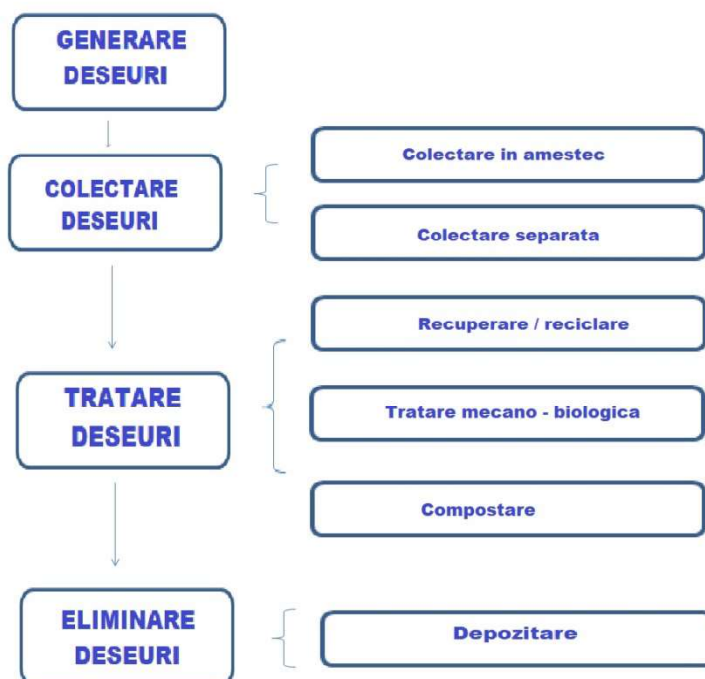 GENERARE
DESEURI
COLECTARE
DESEURI
Colectare in amestec
Colectare separata
TRATARE
DESEURI
Recuperare / reciclare
Tratare mecano - biologica
Compostare
ELIMINARE
DESEURI
Depozitare